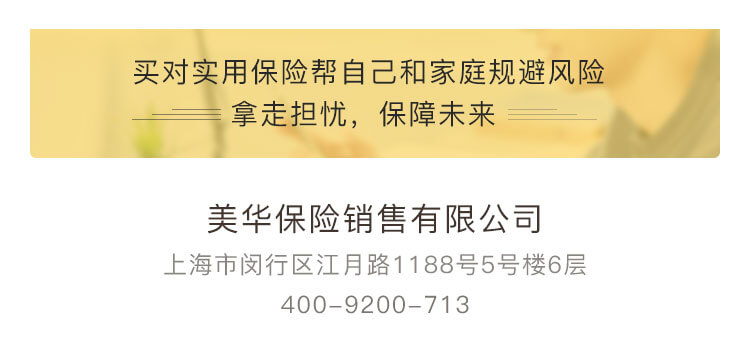 买对实用保险帮自己和家庭规避风险
拿走担忧，保障未来
美华保险销售有限公司
上海市闵行区江月路1188号5号楼6层
400-9200-713